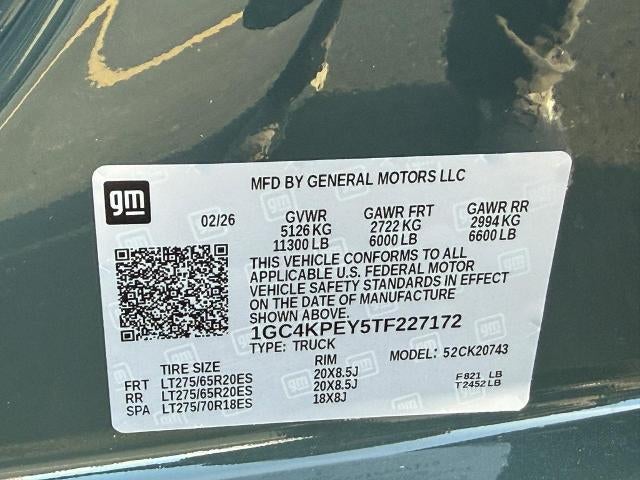 MFD BY GENERAL MOTORS LLC
gm
02/26 GVWR GAWR FRT GAWR RR
5126 KG 2722 KG 2994 KG
11300 LB 6000 LB 6600 LB
THIS VEHICLE CONFORMS TO ALL
APPLICABLE U.S. FEDERAL MOTOR
VEHICLE SAFETY STANDARDS IN EFFECT
ON THE DATE OF MANUFACTURE
SHOWN ABOVE.
1GC4KPEY5TF227172
TYPE: TRUCK MODEL: 52CK20743
TIRE SIZE RIM
FRT LT275/65R20ES 20X8.5J F821 LB
RR LT275/65R20ES 20X8.5J T2452LB
SPA LT275/70R18ES 18X8J